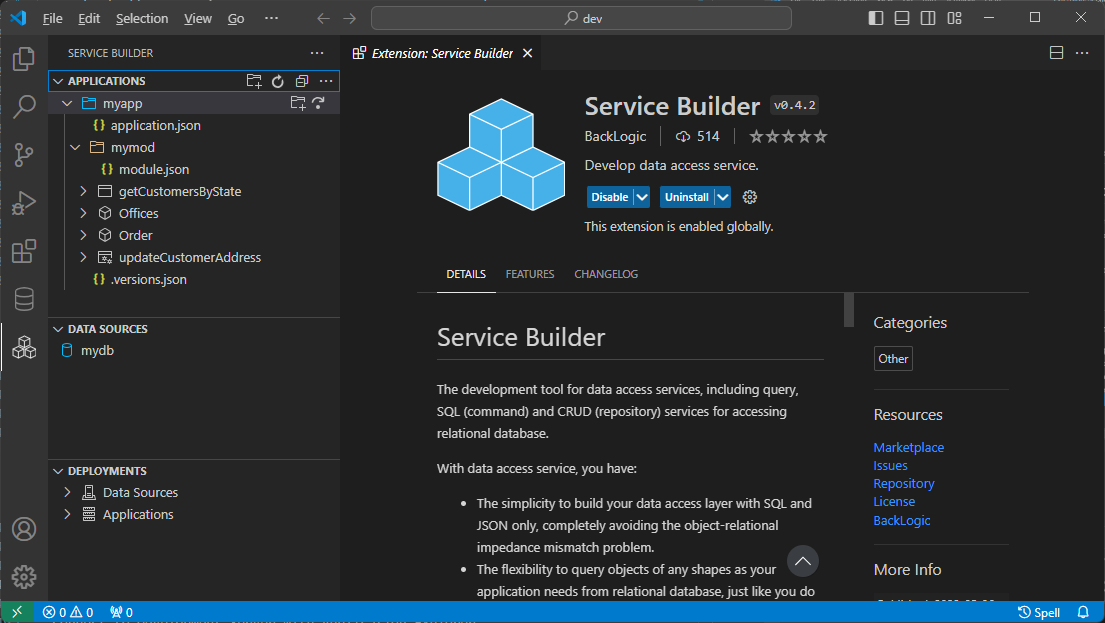 File Edit Selection View Go ··· dev
SERVICE BUILDER ···
APPLICATIONS ···
myapp
{} application.json
mymod
{} module.json
getCustomersByState
Offices
Order
updateCustomerAddress
{} .versions.json
DATA SOURCES
mydb
DEPLOYMENTS
Data Sources
Applications
Extension: Service Builder ···
Service Builder v0.4.2
BackLogic 514
Develop data access service.
Disable Uninstall
This extension is enabled globally.
DETAILS FEATURES CHANGELOG
Service Builder
The development tool for data access services, including query,
SQL (command) and CRUD (repository) services for accessing
relational database.
With data access service, you have:
• The simplicity to build your data access layer with SQL and
JSON only, completely avoiding the object-relational
impedance mismatch problem.
• The flexibility to query objects of any shapes as your
application needs from relational database, just like you do
Categories
Other
Resources
Marketplace
Issues
Repository
License
BackLogic
More Info
0 0 0 Spell